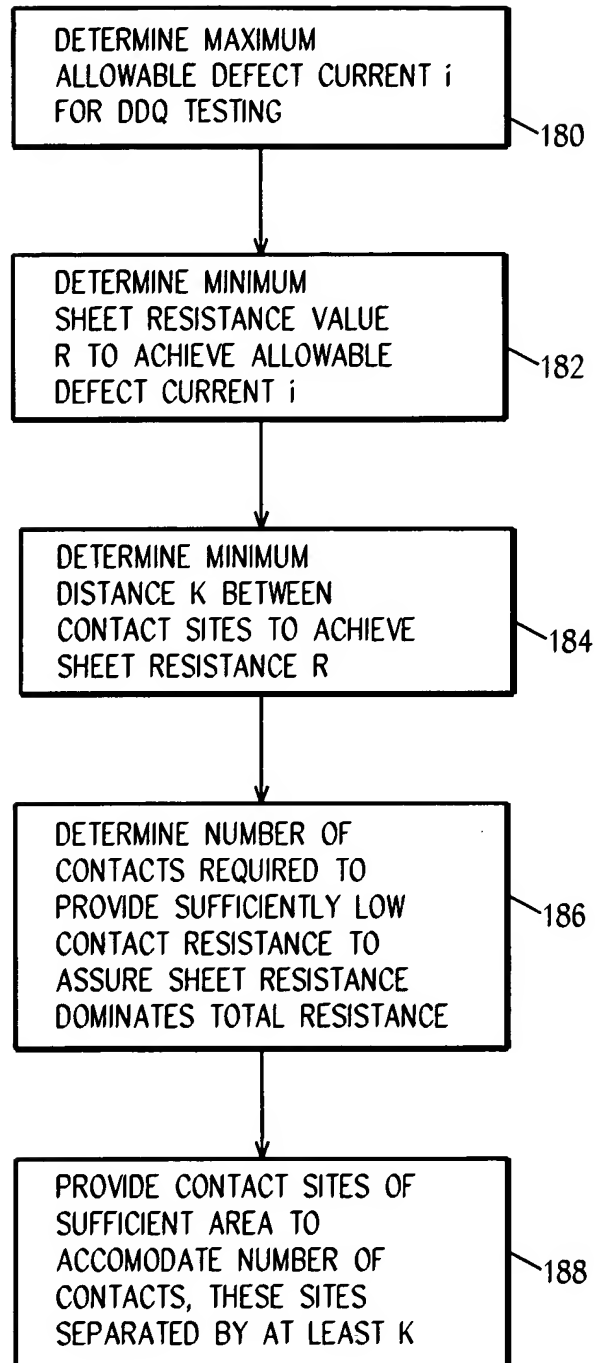 DETERMINE MAXIMUM
ALLOWABLE DEFECT CURRENT i
FOR DDQ TESTING
180
DETERMINE MINIMUM
SHEET RESISTANCE VALUE
R TO ACHIEVE ALLOWABLE
DEFECT CURRENT i
182
DETERMINE MINIMUM
DISTANCE K BETWEEN
CONTACT SITES TO ACHIEVE
SHEET RESISTANCE R
184
DETERMINE NUMBER OF
CONTACTS REQUIRED TO
PROVIDE SUFFICIENTLY LOW
CONTACT RESISTANCE TO
ASSURE SHEET RESISTANCE
DOMINATES TOTAL RESISTANCE
186
PROVIDE CONTACT SITES OF
SUFFICIENT AREA TO
ACCOMODATE NUMBER OF
CONTACTS, THESE SITES
SEPARATED BY AT LEAST K
188